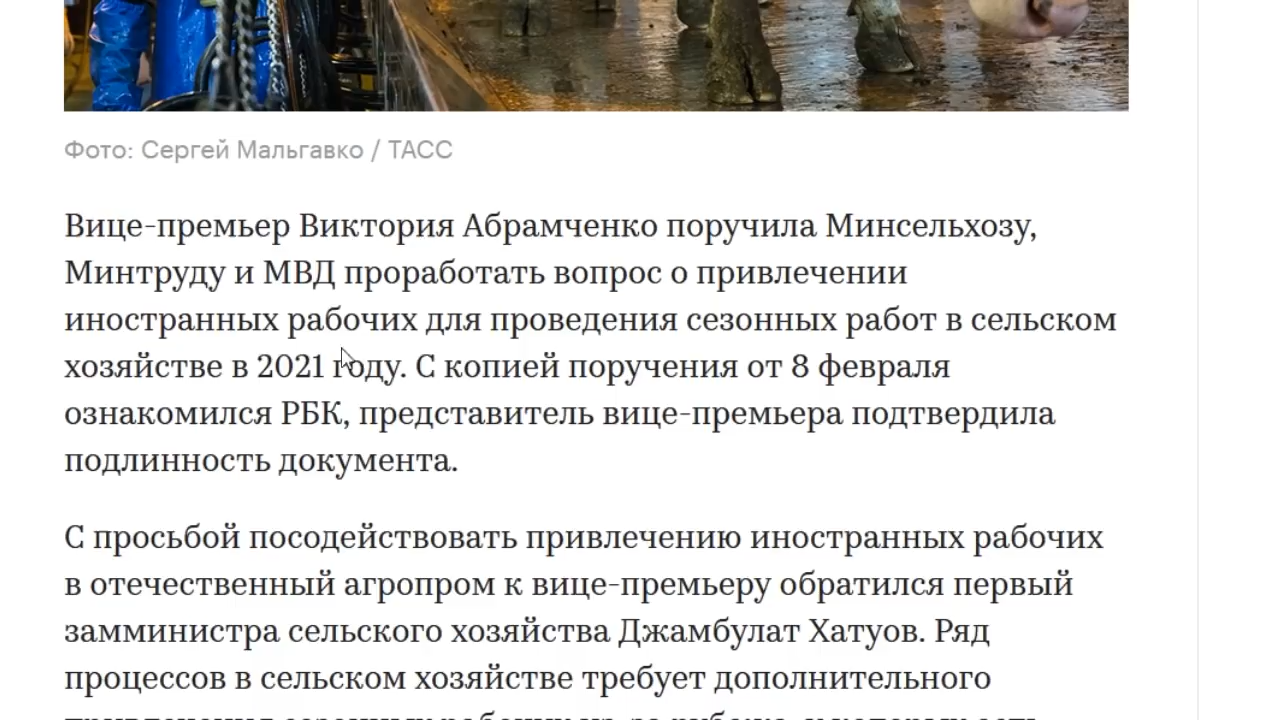 Фото: Сергей Мальгавко / ТАСС
Вице-премьер Виктория Абрамченко поручила Минсельхозу,
Минтруду и МВД проработать вопрос о привлечении
иностранных рабочих для проведения сезонных работ в сельском
хозяйстве в 2021 году. С копией поручения от 8 февраля
ознакомился РБК, представитель вице-премьера подтвердила
подлинность документа.
С просьбой посодействовать привлечению иностранных рабочих
в отечественный агропром к вице-премьеру обратился первый
замминистра сельского хозяйства Джамбулат Хатуов. Ряд
процессов в сельском хозяйстве требует дополнительного